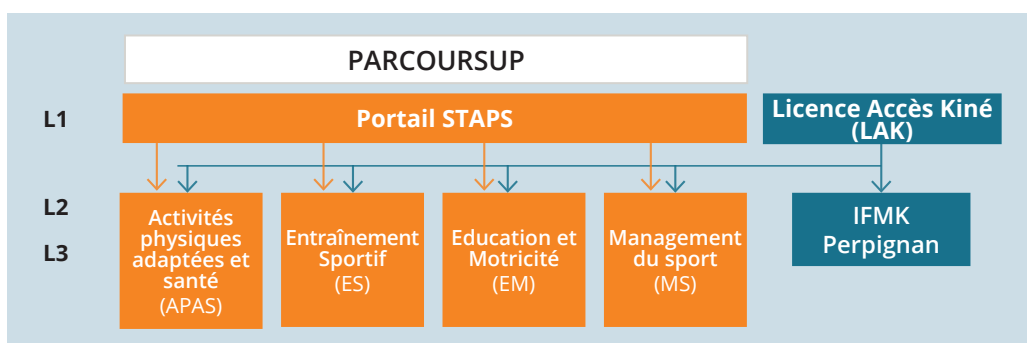 PARCOURSUP
L1
Portail STAPS
Licence Accès Kiné
(LAK)
L2
L3
Activités
physiques
adaptées et
santé
(APAS)
Entraînement
Sportif
(ES)
Education et
Motricité
(EM)
Management
du sport
(MS)
IFMK
Perpignan